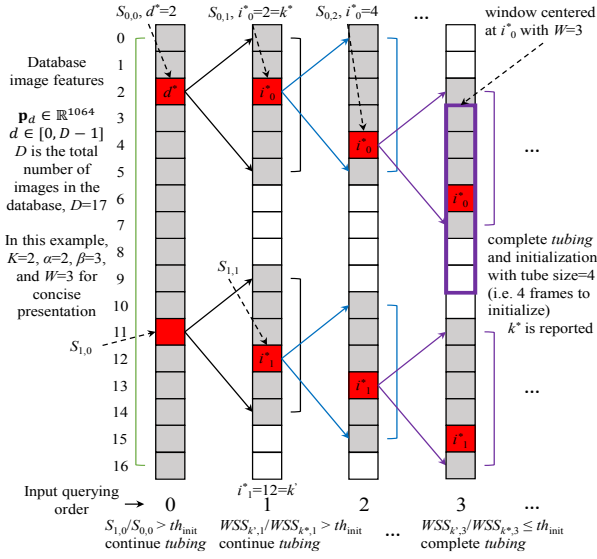 S0,0, d*=2
S0,1, i*0=2=k*
S0,2, i*0=4
...
window centered
at i*0 with W=3
Database
image features
pd ∈ ℝ1064
d ∈ [0, D − 1]
D is the total
number of
images in the
database, D=17
In this example,
K=2, α=2, β=3,
and W=3 for
concise
presentation
S1,0
0
1
2
3
4
5
6
7
8
9
10
11
12
13
14
15
16
d*
i*0
i*0
i*0
S1,1
i*1
i*1
i*1
...
complete tubing
and initialization
with tube size=4
(i.e. 4 frames to
initialize)
k* is reported
...
...
i*1=12=k'
Input querying
order
0
1
2
3
...
S1,0/S0,0 > thinit
continue tubing
WSSk',1/WSSk*,1 > thinit
continue tubing
...
WSSk',3/WSSk*,3 ≤ thinit
complete tubing